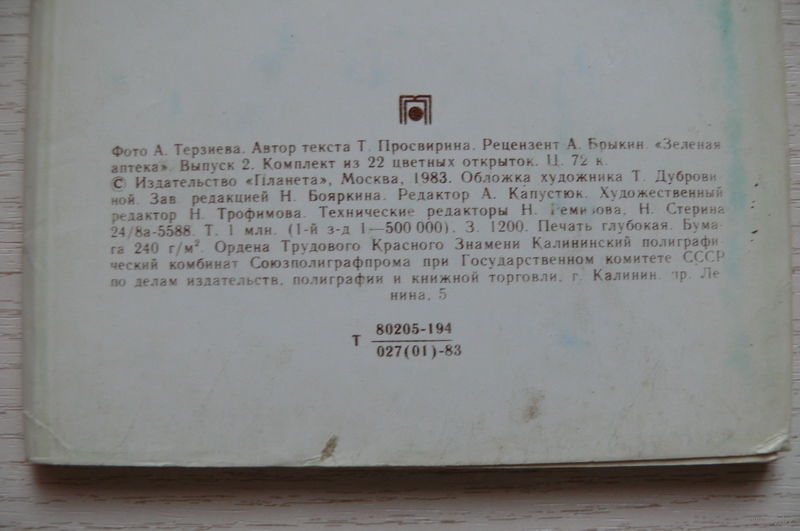 Фото А. Терзиева. Автор текста Т. Просвирина. Рецензент А. Брыкин. «Зеленая
аптека». Выпуск 2. Комплект из 22 цветных открыток. Ц. 72 к.
© Издательство «Планета», Москва, 1983. Обложка художника Т. Дуброви-
ной. Зав. редакцией Н. Бояркина. Редактор А. Капустюк. Художественный
редактор Н. Трофимова. Технические редакторы Н. Н. Стерина
24/8а-5588. Т. 1 млн. (1-й з-д 1—500 000). З. 1200. Печать глубокая. Бума-
га 240 г/м². Ордена Трудового Красного Знамени Калининский полиграфи-
ческий комбинат Союзполиграфпрома при Государственном комитете СССР
по делам издательств, полиграфии и книжной торговли, г. Калинин, пр. Ле
нина, 5
Т 80205-194
027(01)-83